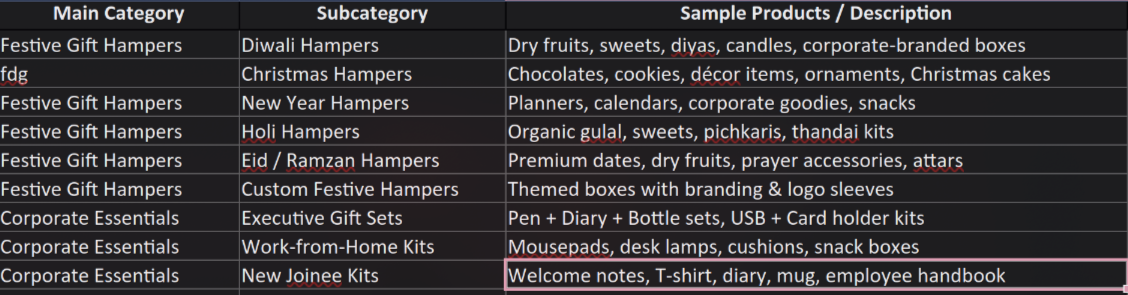 Main Category Subcategory Sample Products / Description
Festive Gift Hampers Diwali Hampers Dry fruits, sweets, diyas, candles, corporate-branded boxes
fdg Christmas Hampers Chocolates, cookies, décor items, ornaments, Christmas cakes
Festive Gift Hampers New Year Hampers Planners, calendars, corporate goodies, snacks
Festive Gift Hampers Holi Hampers Organic gulal, sweets, pichkaris, thandai kits
Festive Gift Hampers Eid / Ramzan Hampers Premium dates, dry fruits, prayer accessories, attars
Festive Gift Hampers Custom Festive Hampers Themed boxes with branding & logo sleeves
Corporate Essentials Executive Gift Sets Pen + Diary + Bottle sets, USB + Card holder kits
Corporate Essentials Work-from-Home Kits Mousepads, desk lamps, cushions, snack boxes
Corporate Essentials New Joinee Kits Welcome notes, T-shirt, diary, mug, employee handbook